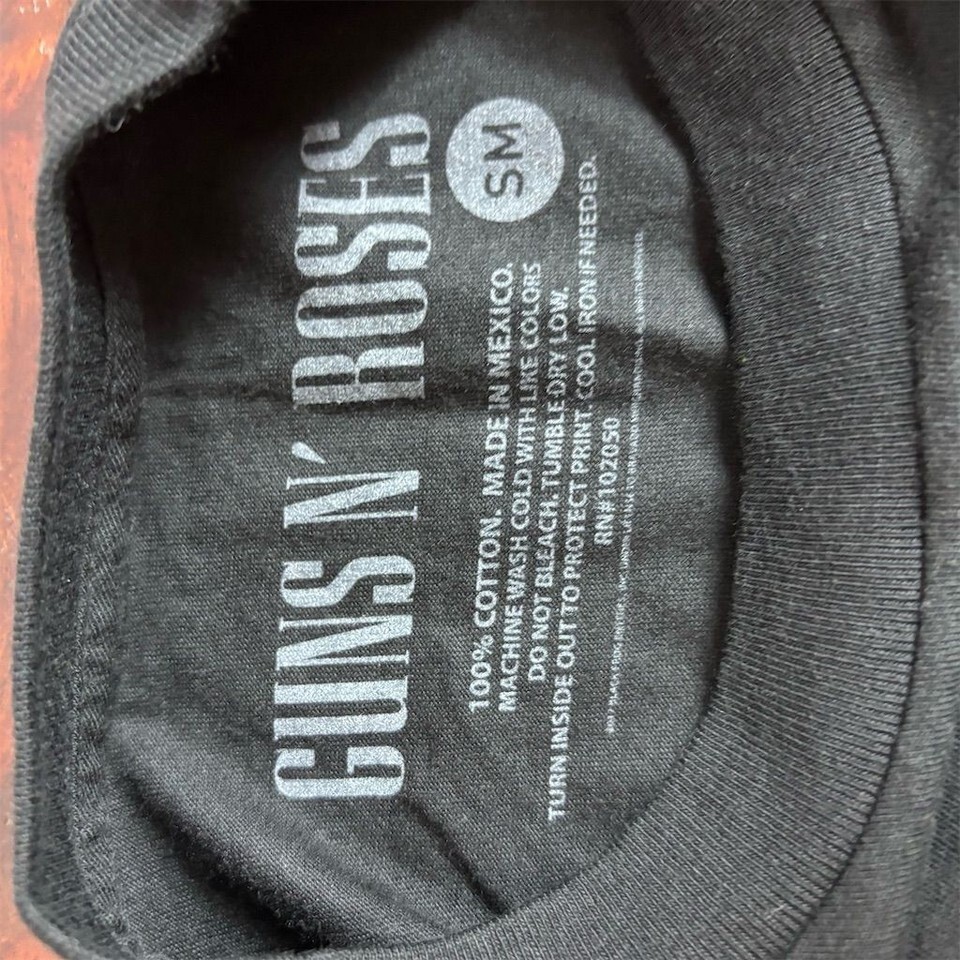 GUNS N' ROSES
SM
100% COTTON. MADE IN MEXICO.
MACHINE WASH COLD WITH LIKE COLORS
DO NOT BLEACH. TUMBLE DRY LOW.
TURN INSIDE OUT TO PROTECT PRINT. COOL IRON IF NEEDED.
RN#102050